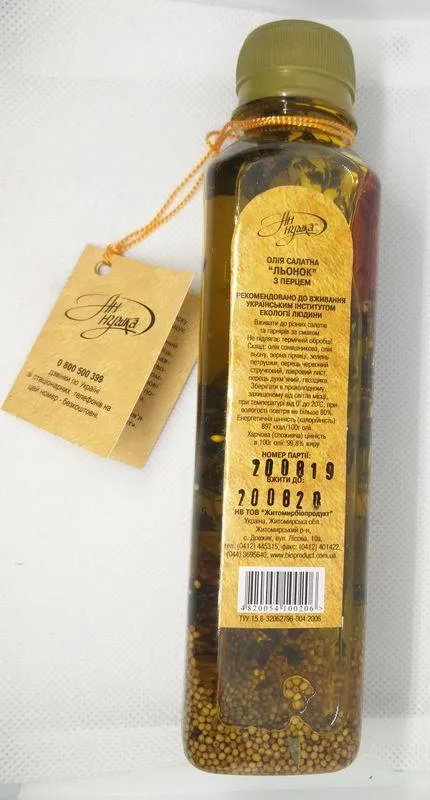 Ан
нушка
ОЛІЯ САЛАТНА
"ЛЬОНОК"
З ПЕРЦЕМ
РЕКОМЕНДОВАНО ДО ВЖИВАННЯ
УКРАЇНСЬКИМ ІНСТИТУТОМ
ЕКОЛОГІЇ ЛЮДИНИ
Вживати до різних салатів
та гарнірів за смаком
Не підлягає термічній обробці!
Склад: олія соняшникова, олія
льону, зерна гірчиці, зелень
петрушки, перець червоний
стручковий, лавровий лист,
перець духм'яний, гвоздика.
Зберігати в прохолодному,
захищеному від світла місці,
при температурі від 0˚ до 20˚С,
вологості повітря не більше 80%.
Енергетична цінність (калорійність)
897 ккал/100г олії.
Харчова (споживча) цінність
в 100г олії: 99,8% жиру
НОМЕР ПАРТІЇ:
200819
ВЖИТИ ДО:
200820
НВ ТОВ "Житомирбіопродукт"
Україна, Житомирська обл.,
Житомирський р-н,
с. Довжик, вул. Лісова, 10а,
тел. (0412) 445315, факс: (0412) 401422,
(044) 3695640, www.bioproduct.com.ua
4 820054 100206 >
ТУУ 15.8-32062796-004:2006
Ан
нушка
0 800 500 399
дзвінки по Україні
зі стаціонарних телефонів на
цей номер - безкоштовні